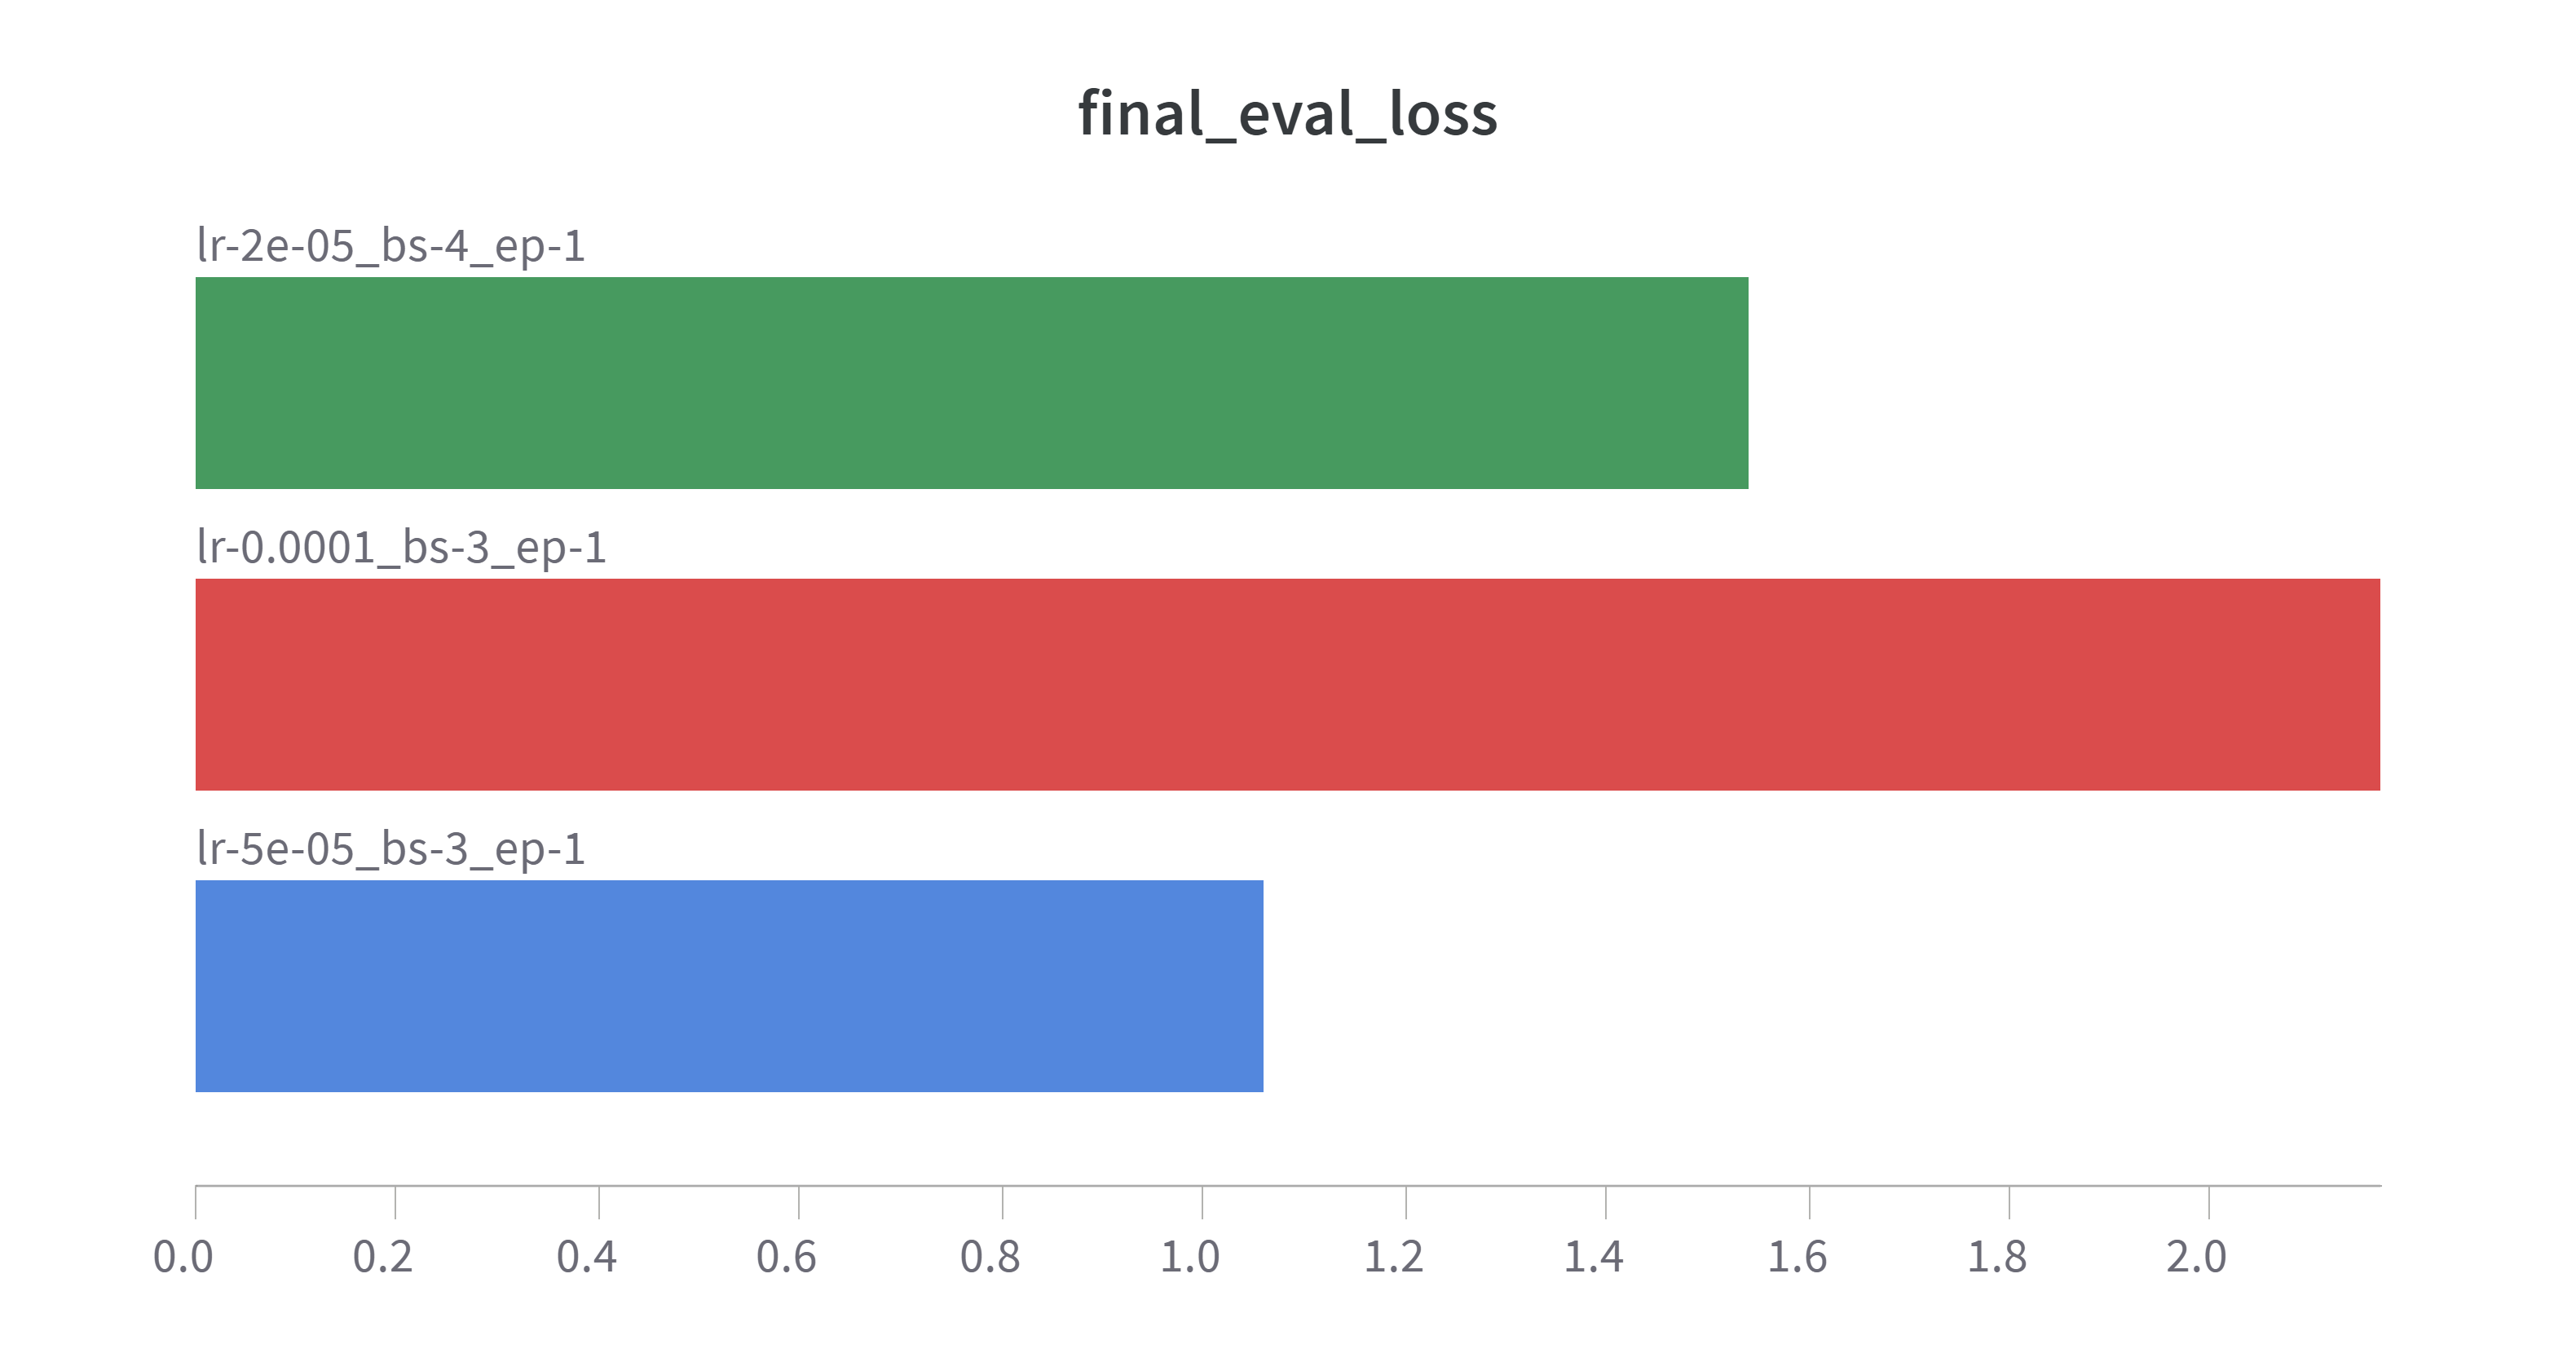 final_eval_loss
lr-2e-05_bs-4_ep-1
lr-0.0001_bs-3_ep-1
lr-5e-05_bs-3_ep-1
0.0 0.2 0.4 0.6 0.8 1.0 1.2 1.4 1.6 1.8 2.0